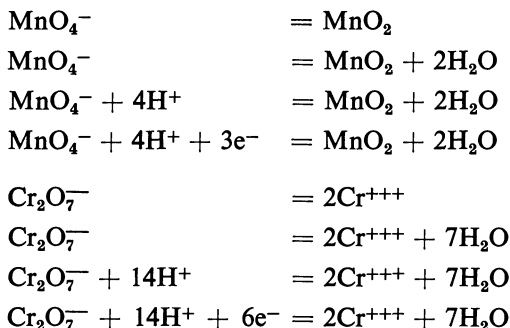 MnO₄⁻ = MnO₂
MnO₄⁻ = MnO₂ + 2H₂O
MnO₄⁻ + 4H⁺ = MnO₂ + 2H₂O
MnO₄⁻ + 4H⁺ + 3e⁻ = MnO₂ + 2H₂O
Cr₂O₇⁻⁻ = 2Cr⁺⁺⁺
Cr₂O₇⁻⁻ = 2Cr⁺⁺⁺ + 7H₂O
Cr₂O₇⁻⁻ + 14H⁺ = 2Cr⁺⁺⁺ + 7H₂O
Cr₂O₇⁻⁻ + 14H⁺ + 6e⁻ = 2Cr⁺⁺⁺ + 7H₂O